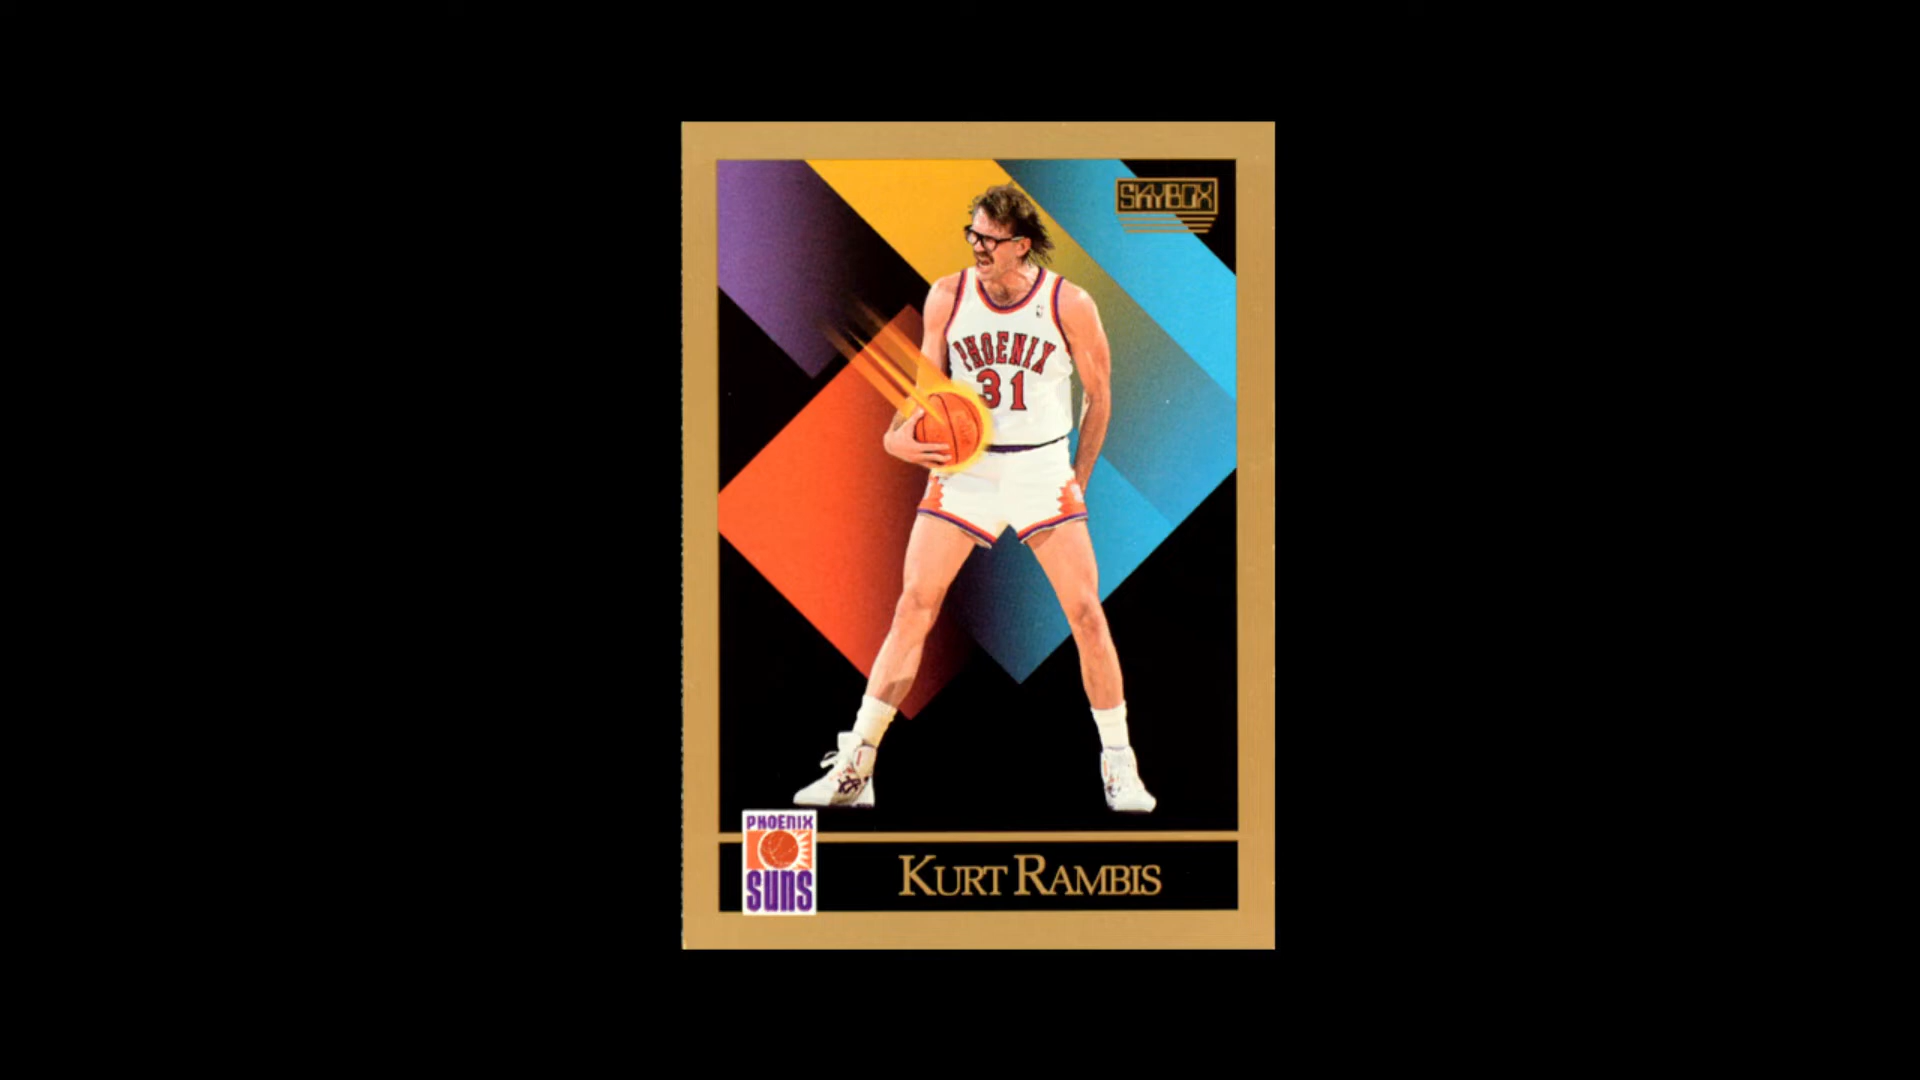 SKYBOX
PHOENIX
31
PHOENIX
SUNS
KURT RAMBIS